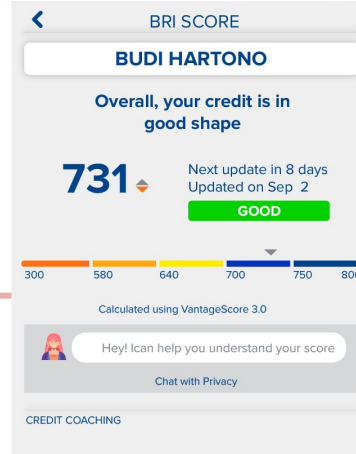 BRI SCORE
BUDI HARTONO
Overall, your credit is in
good shape
731
Next update in 8 days
Updated on Sep 2
GOOD
300 580 640 700 750 800
Calculated using VantageScore 3.0
Hey! Ican help you understand your score
Chat with Privacy
CREDIT COACHING